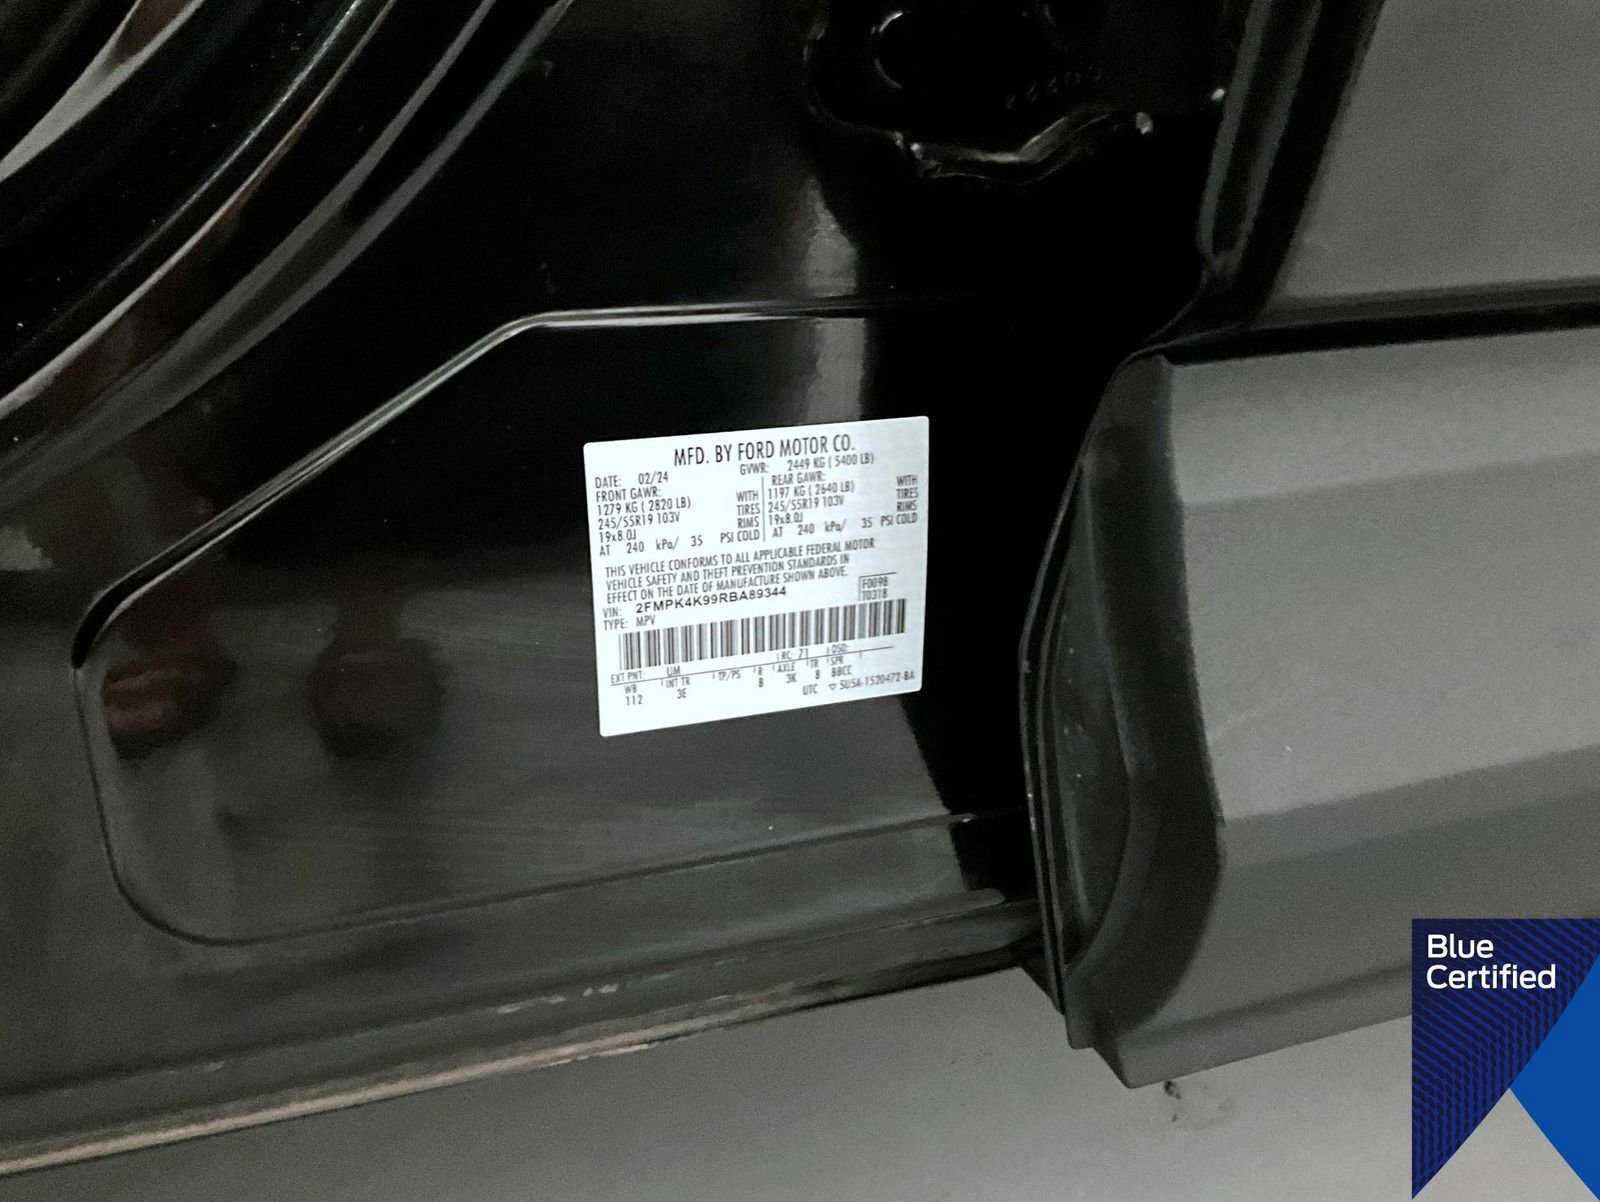 MFD. BY FORD MOTOR CO.
DATE: 02/24 GVWR: 2449 KG ( 5400 LB)
FRONT GAWR: REAR GAWR:
1279 KG ( 2820 LB) WITH 1197 KG ( 2640 LB) WITH
245/55R19 103V TIRES 245/55R19 103V TIRES
19x8.0J RIMS 19x8.0J RIMS
AT 240 kPa/ 35 PSI COLD AT 240 kPa/ 35 PSI COLD
THIS VEHICLE CONFORMS TO ALL APPLICABLE FEDERAL MOTOR
VEHICLE SAFETY AND THEFT PREVENTION STANDARDS IN
EFFECT ON THE DATE OF MANUFACTURE SHOWN ABOVE.
VIN: 2FMPK4K99RBA89344 F0098
TYPE: MPV T0318
EXT PNT: UM RC: 71 DSO:
WB INT TR TP/PS R AXLE TR SPR
112 3E B 3K B BBCC
UTC ▽ SU5A-1520472-BA
Blue
Certified